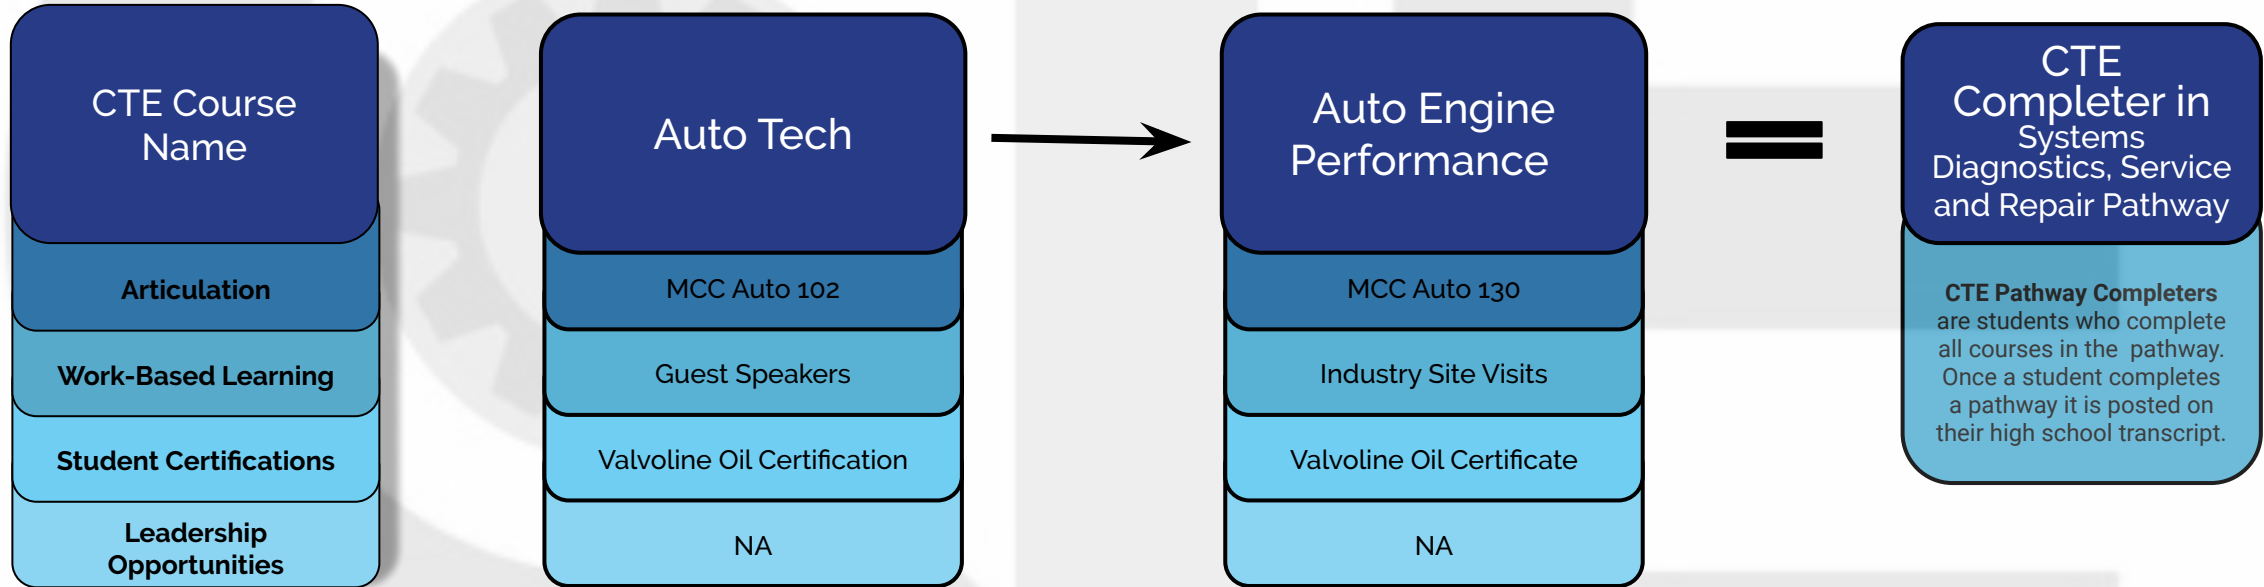 CTE Course
Name
Articulation
Work-Based Learning
Student Certifications
Leadership
Opportunities
Auto Tech
MCC Auto 102
Guest Speakers
Valvoline Oil Certification
NA
Auto Engine
Performance
MCC Auto 130
Industry Site Visits
Valvoline Oil Certificate
NA
=
CTE
Completer in
Systems
Diagnostics, Service
and Repair Pathway
CTE Pathway Completers
are students who complete
all courses in the pathway.
Once a student completes
a pathway it is posted on
their high school transcript.